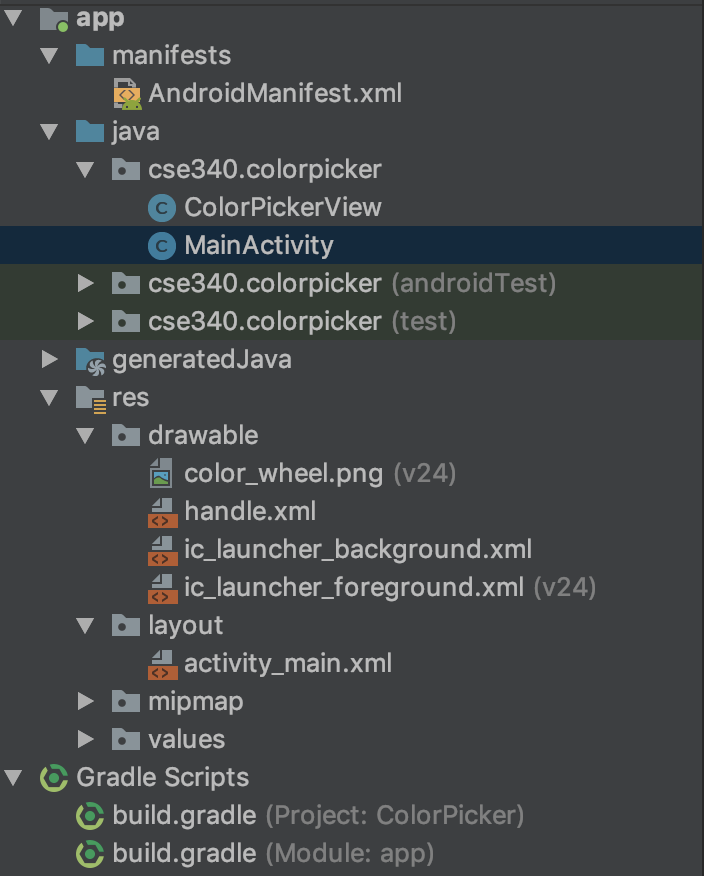 app
manifests
AndroidManifest.xml
java
cse340.colorpicker
C ColorPickerView
C MainActivity
cse340.colorpicker (androidTest)
cse340.colorpicker (test)
generatedJava
res
drawable
color_wheel.png (v24)
handle.xml
ic_launcher_background.xml
ic_launcher_foreground.xml (v24)
layout
activity_main.xml
mipmap
values
Gradle Scripts
build.gradle (Project: ColorPicker)
build.gradle (Module: app)